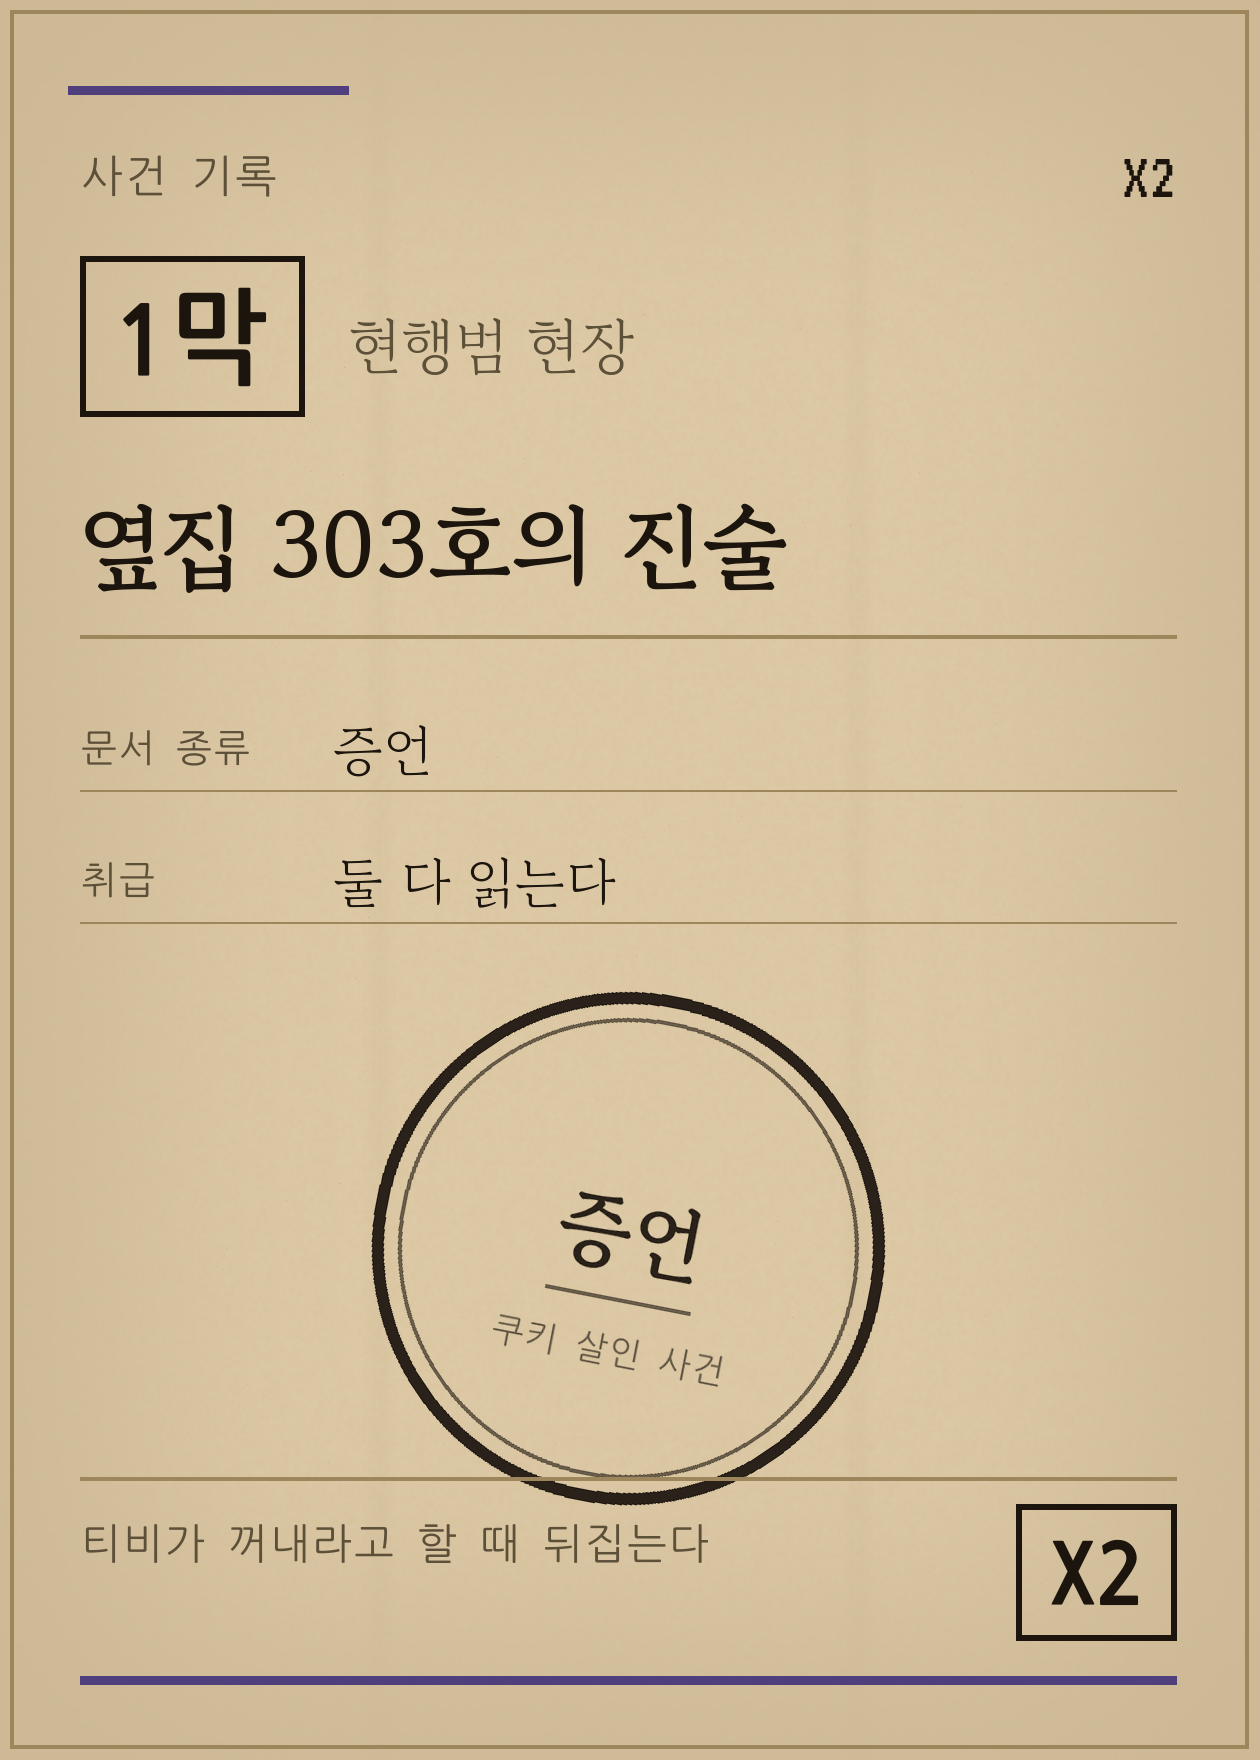 사건 기록
X2
1막
현행범 현장
옆집 303호의 진술
문서 종류 증언
취급 둘 다 읽는다
증언
쿠키 살인 사건
티비가 꺼내라고 할 때 뒤집는다
X2